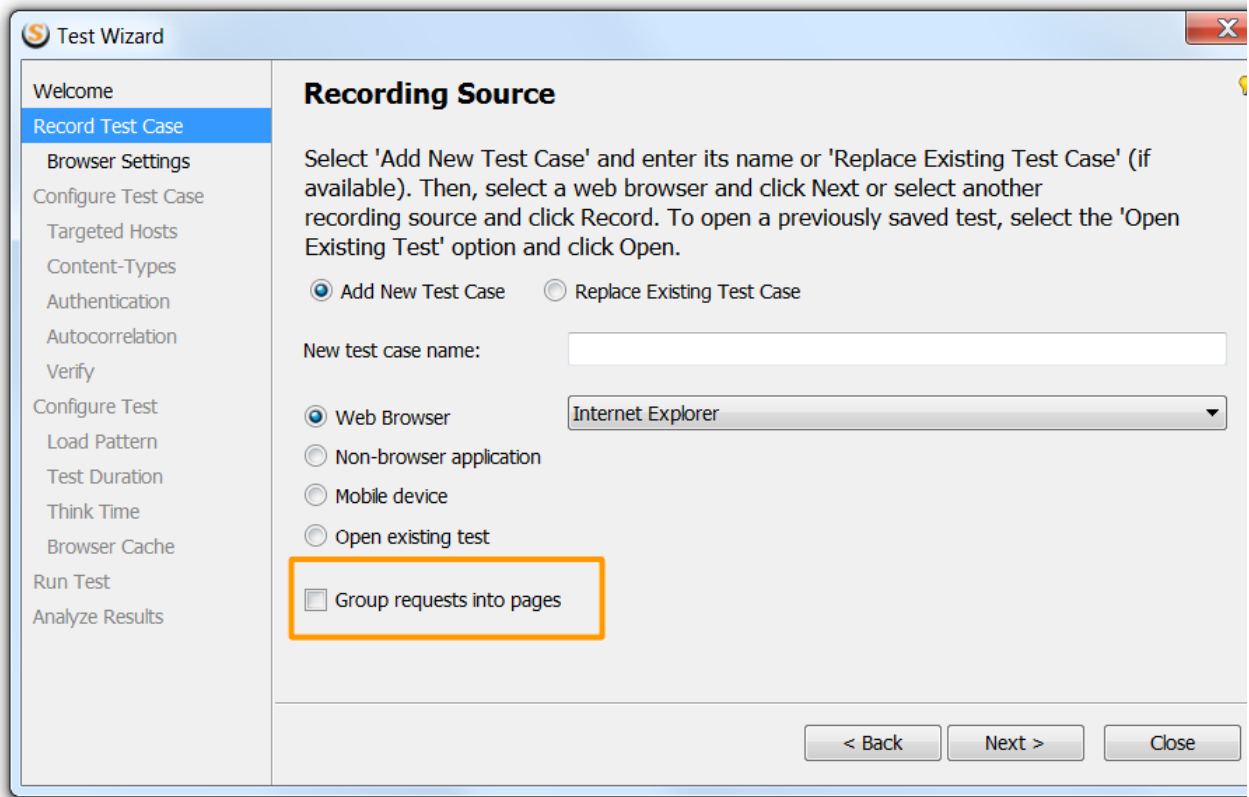 Test Wizard
Welcome
Record Test Case
Browser Settings
Configure Test Case
Targeted Hosts
Content-Types
Authentication
Autocorrelation
Verify
Configure Test
Load Pattern
Test Duration
Think Time
Browser Cache
Run Test
Analyze Results
Recording Source
Select 'Add New Test Case' and enter its name or 'Replace Existing Test Case' (if
available). Then, select a web browser and click Next or select another
recording source and click Record. To open a previously saved test, select the 'Open
Existing Test' option and click Open.
Add New Test Case Replace Existing Test Case
New test case name:
Web Browser Internet Explorer
Non-browser application
Mobile device
Open existing test
Group requests into pages
< Back Next > Close